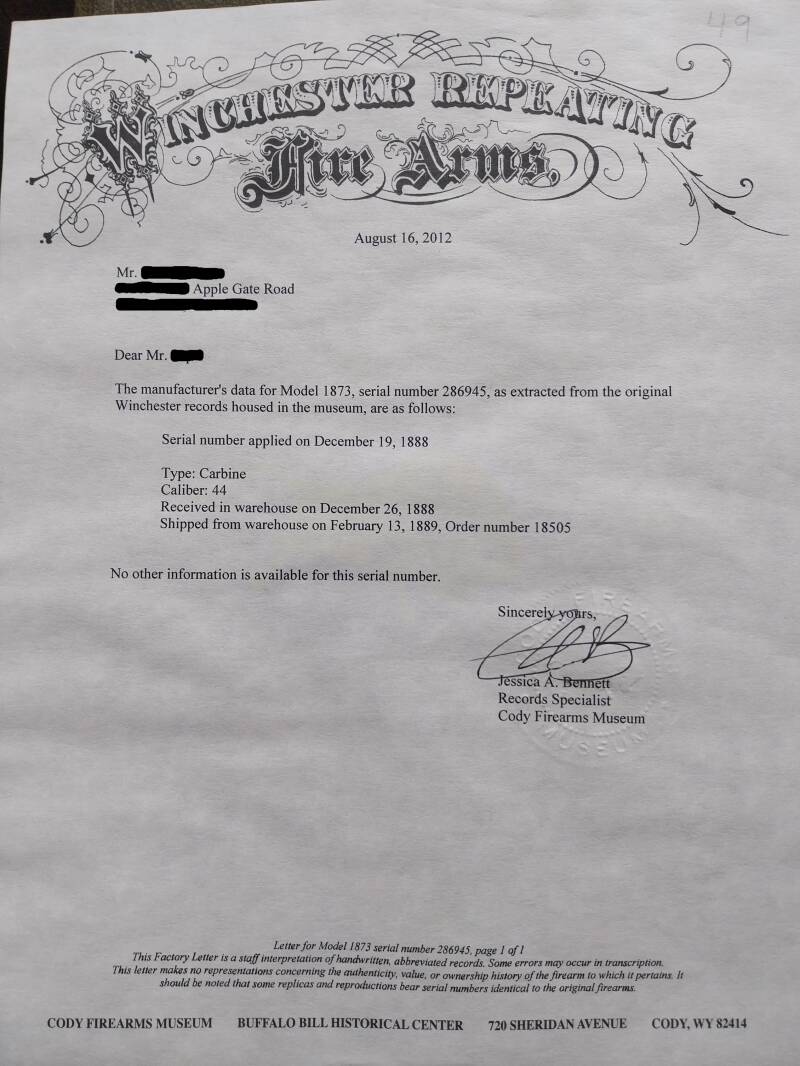 49
WINCHESTER REPEATING
Fire Arms.
August 16, 2012
Mr.
Apple Gate Road
Dear Mr.
The manufacturer's data for Model 1873, serial number 286945, as extracted from the original
Winchester records housed in the museum, are as follows:
Serial number applied on December 19, 1888
Type: Carbine
Caliber: 44
Received in warehouse on December 26, 1888
Shipped from warehouse on February 13, 1889, Order number 18505
No other information is available for this serial number.
Sincerely yours,
Jessica A. Bennett
Records Specialist
Cody Firearms Museum
FIREARMS
MUSEUM
Letter for Model 1873 serial number 286945, page 1 of 1
This Factory Letter is a staff interpretation of handwritten, abbreviated records. Some errors may occur in transcription.
This letter makes no representations concerning the authenticity, value, or ownership history of the firearm to which it pertains. It
should be noted that some replicas and reproductions bear serial numbers identical to the original firearms.
CODY FIREARMS MUSEUM BUFFALO BILL HISTORICAL CENTER 720 SHERIDAN AVENUE CODY, WY 82414